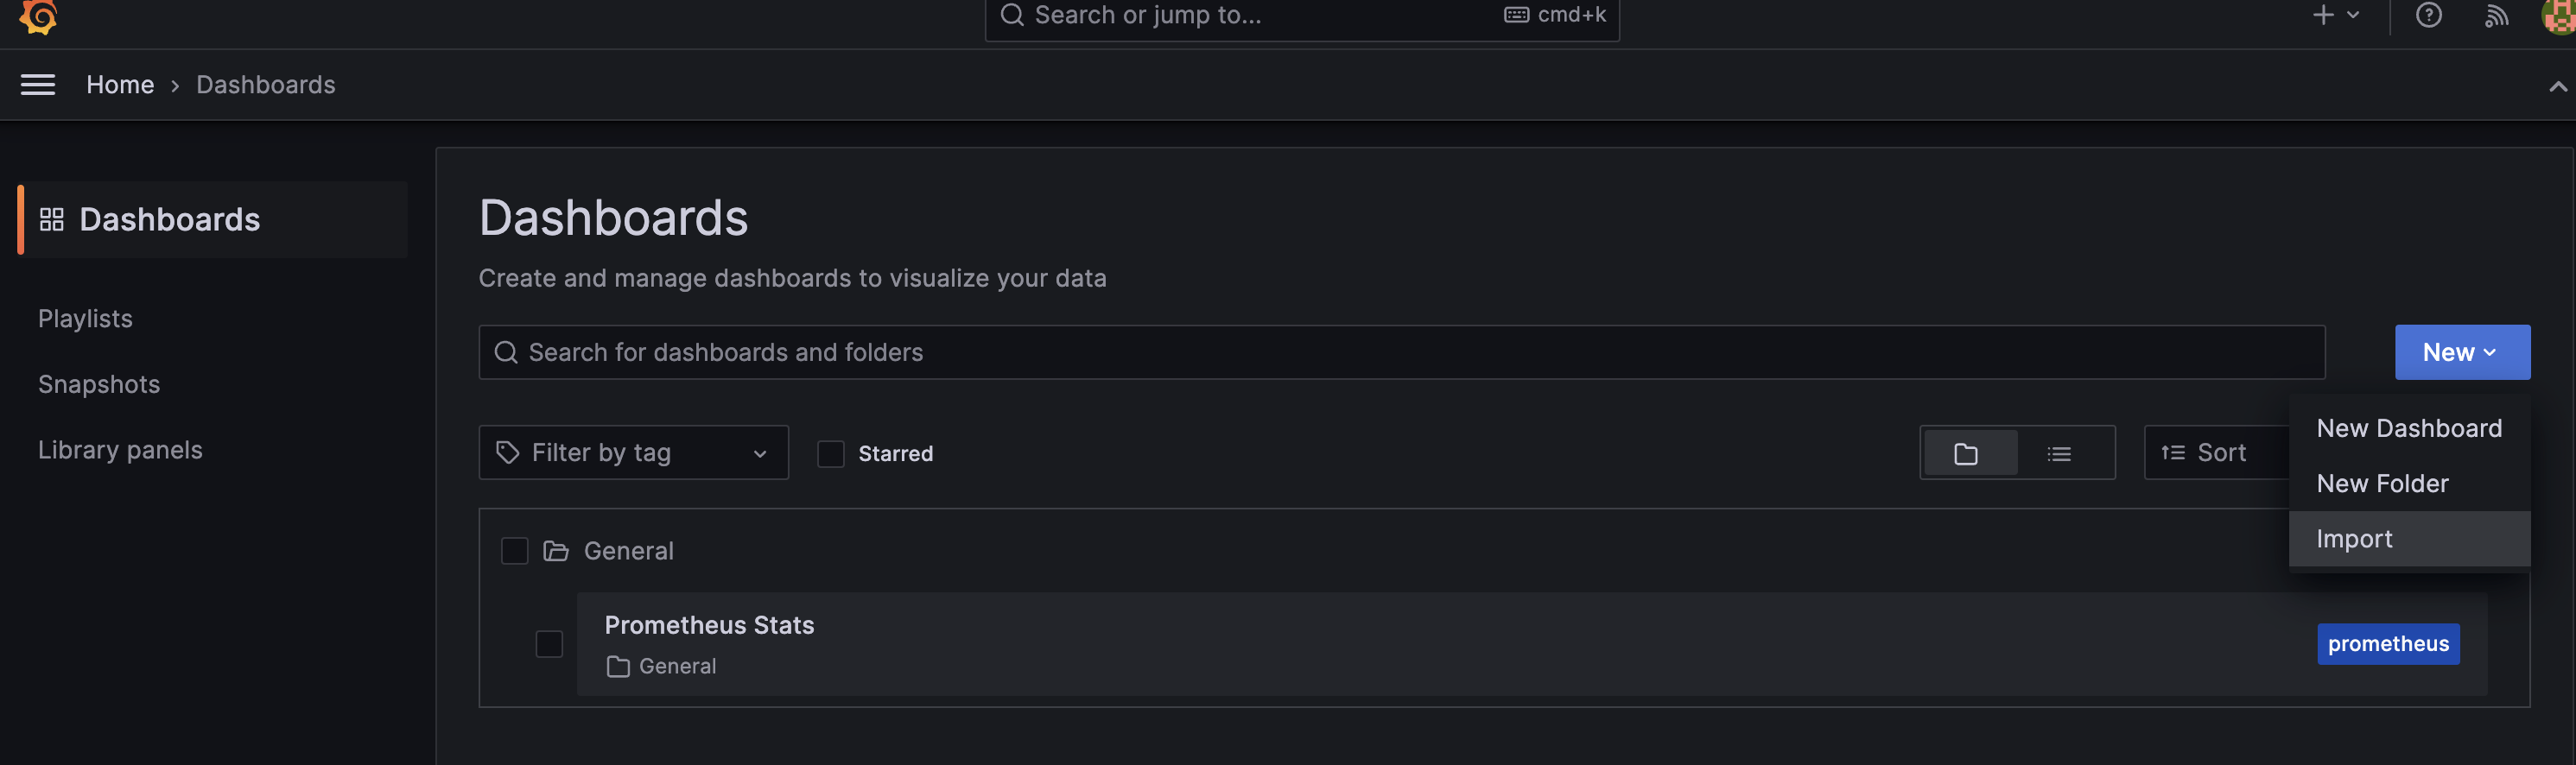 Search or jump to...
cmd+k
Home › Dashboards
Dashboards
Playlists
Snapshots
Library panels
Dashboards
Create and manage dashboards to visualize your data
Search for dashboards and folders
New
Filter by tag
Starred
Sort
New Dashboard
New Folder
Import
General
Prometheus Stats
General
prometheus